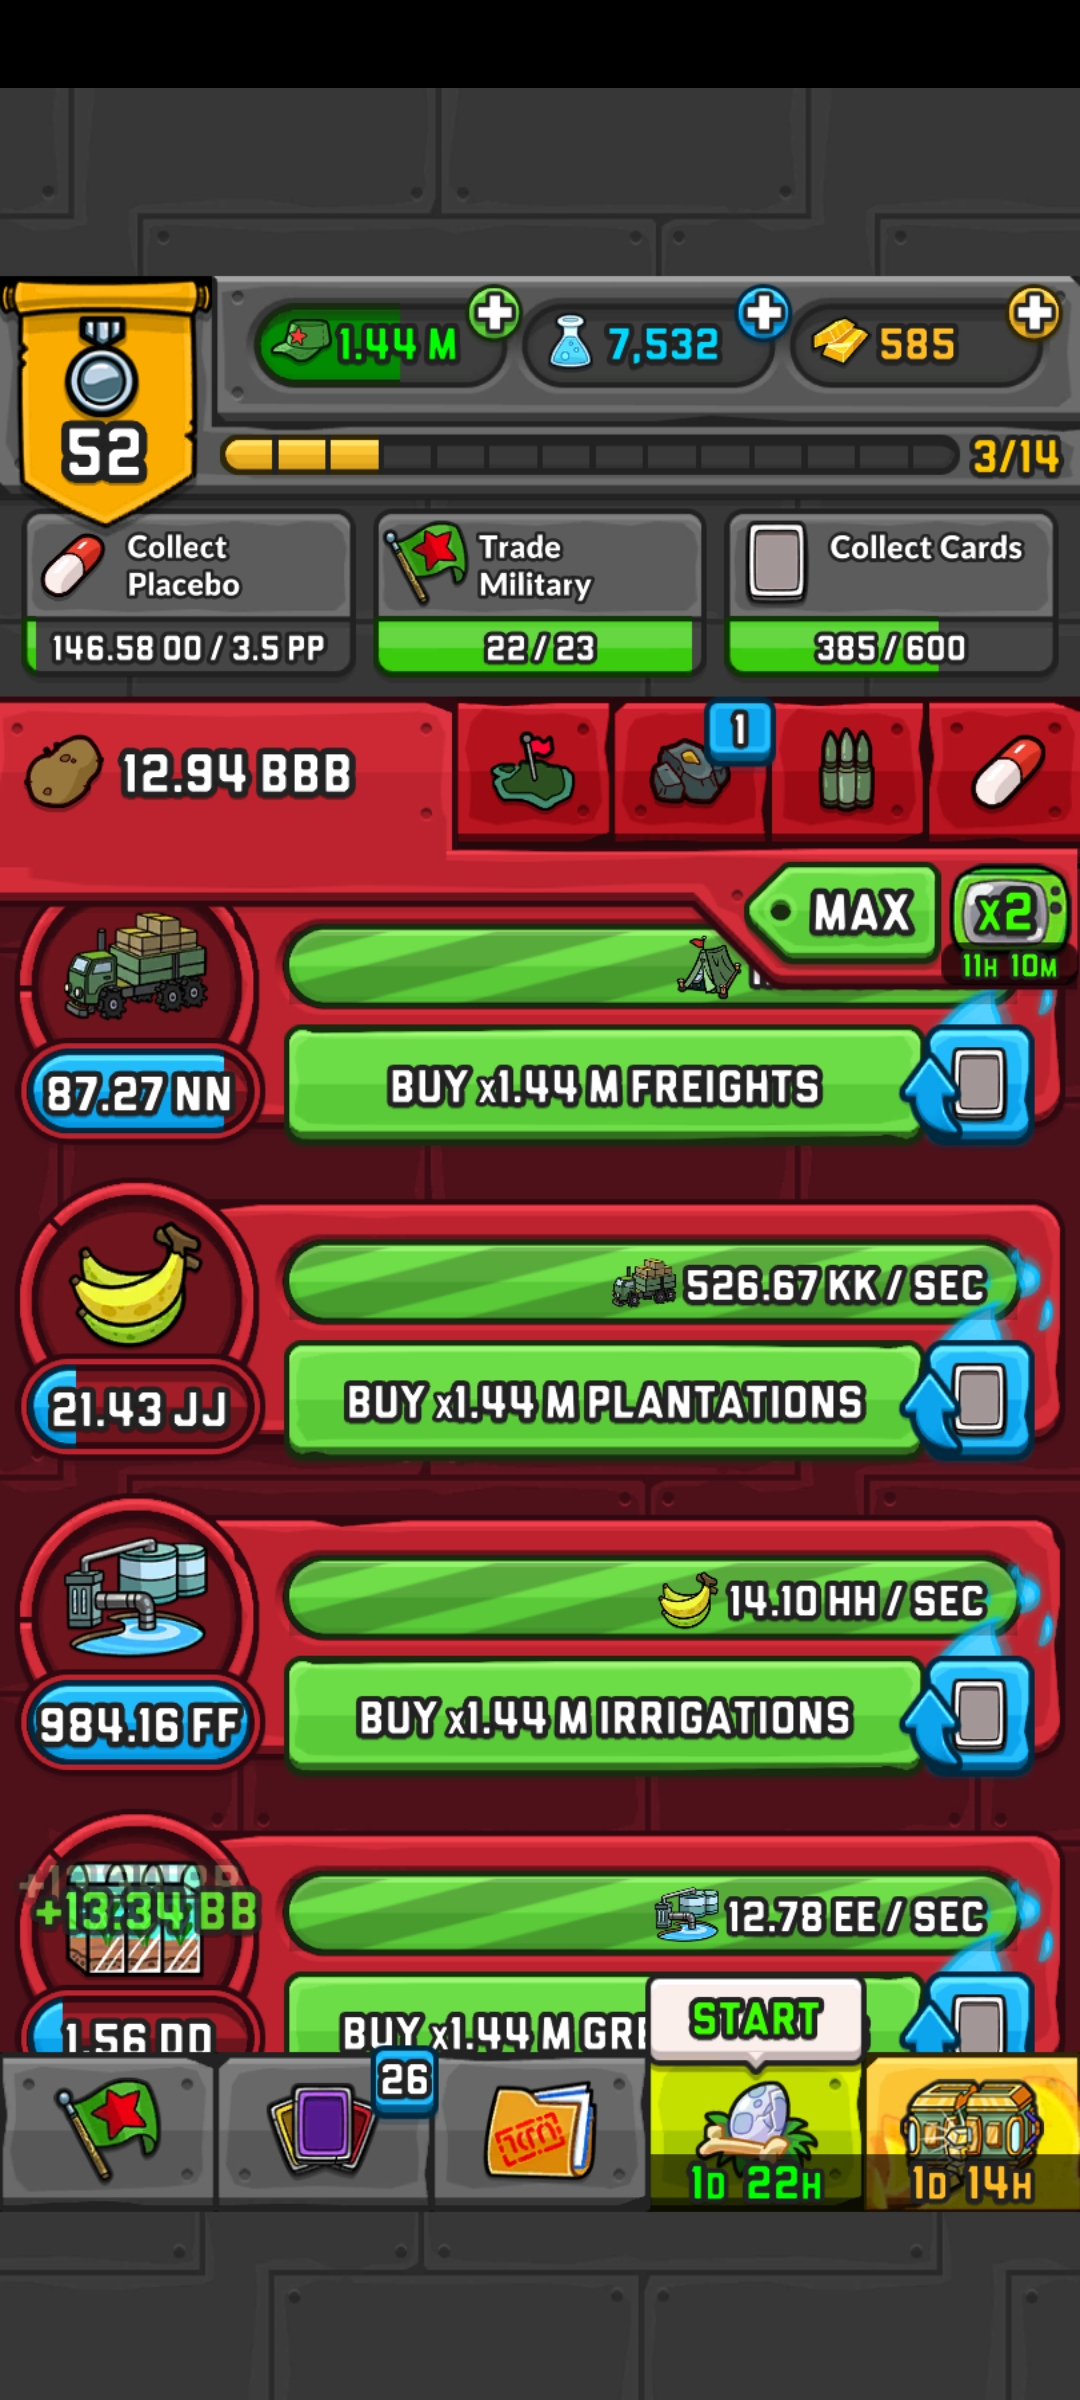 1.44 M
7,532
585
52
3/14
Collect
Placebo
Trade
Military
Collect Cards
146.58 OO / 3.5 PP
22 / 23
385 / 600
12.94 BBB
1
MAX
x2
11H 10M
87.27 NN
BUY x1.44 M FREIGHTS
526.67 KK / SEC
21.43 JJ
BUY x1.44 M PLANTATIONS
14.10 HH / SEC
984.16 FF
BUY x1.44 M IRRIGATIONS
+13.34 BB
12.78 EE / SEC
1.56 DD
BUY x1.44 M
START
26
1D 22H
1D 14H